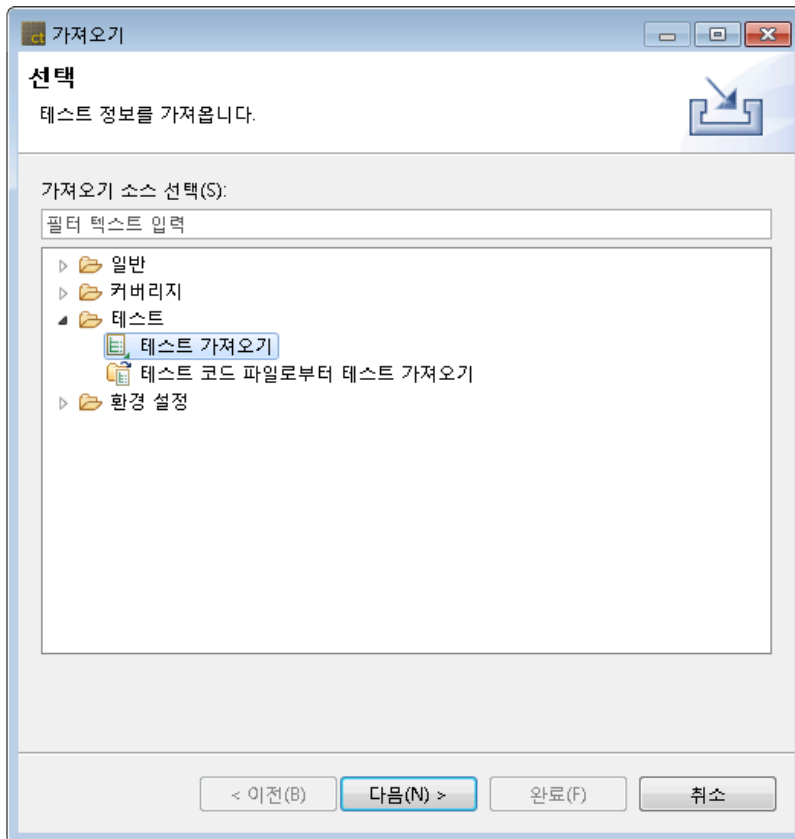 ct 가져오기
선택
테스트 정보를 가져옵니다.
가져오기 소스 선택(S):
필터 텍스트 입력
일반
커버리지
테스트
테스트 가져오기
테스트 코드 파일로부터 테스트 가져오기
환경 설정
< 이전(B) 다음(N) > 완료(F) 취소